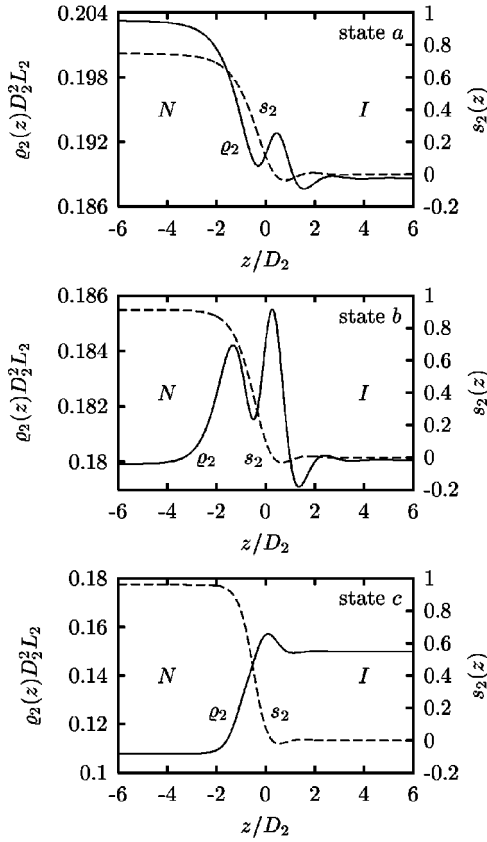 0.204
0.198
0.192
0.186
1
0.8
0.6
0.4
0.2
0
-0.2
ϱ₂(z)D₂²L₂
s₂(z)
state a
N
I
s₂
ϱ₂
-6 -4 -2 0 2 4 6
z/D₂
0.186
0.184
0.182
0.18
1
0.8
0.6
0.4
0.2
0
-0.2
ϱ₂(z)D₂²L₂
s₂(z)
state b
N
I
ϱ₂
s₂
-6 -4 -2 0 2 4 6
z/D₂
0.18
0.16
0.14
0.12
0.1
1
0.8
0.6
0.4
0.2
0
-0.2
ϱ₂(z)D₂²L₂
s₂(z)
state c
N
I
ϱ₂
s₂
-6 -4 -2 0 2 4 6
z/D₂